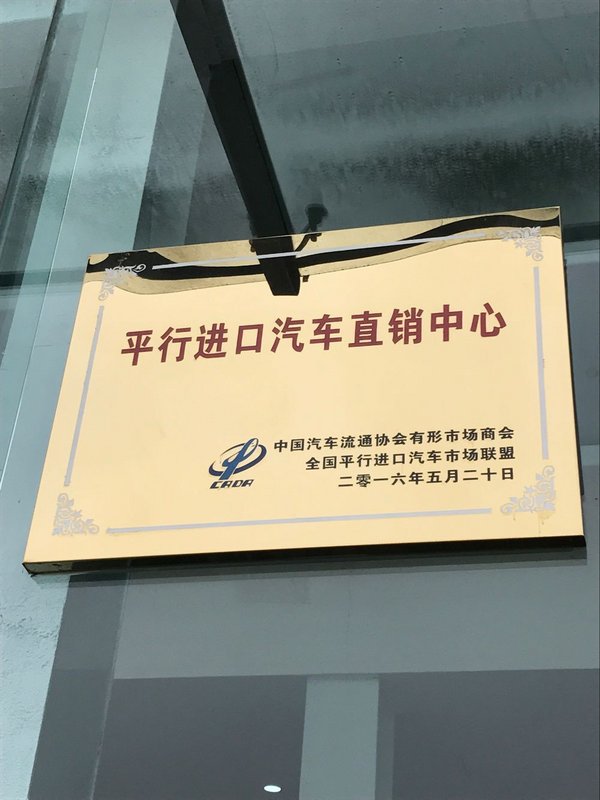 平行进口汽车直销中心
中国汽车流通协会有形市场商会
全国平行进口汽车市场联盟
CADA
二零一六年五月二十日